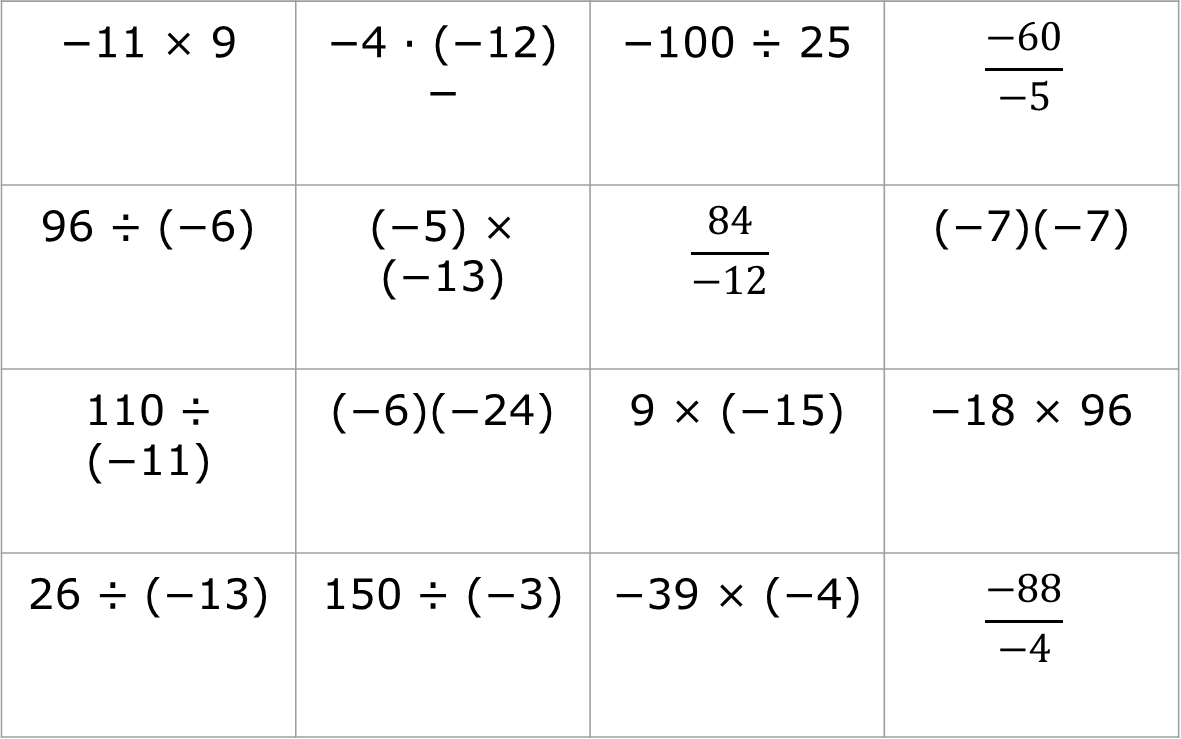 −11 × 9
−4 · (−12)
−
−100 ÷ 25
−60
−5
96 ÷ (−6)
(−5) ×
(−13)
84
−12
(−7)(−7)
110 ÷
(−11)
(−6)(−24)
9 × (−15)
−18 × 96
26 ÷ (−13)
150 ÷ (−3)
−39 × (−4)
−88
−4